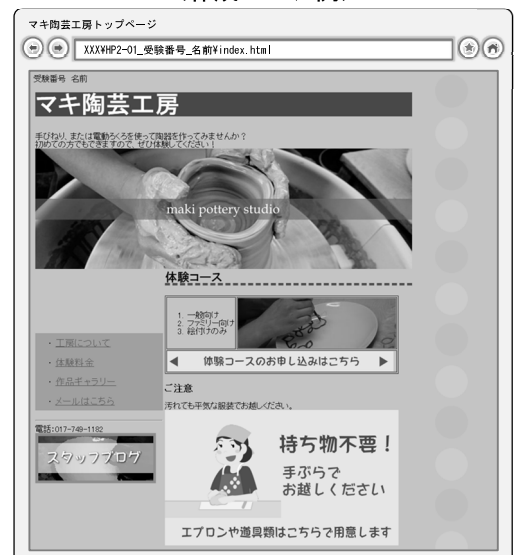 マキ陶芸工房トップページ
XXX¥HP2-01_受験番号_名前¥index.html
受験番号 名前
マキ陶芸工房
手びねり、または電動ろくろを使って陶器を作ってみませんか?
初めての方でもできますので、ぜひ体験してください!
maki pottery studio
体験コース
1. 一般向け
2. ファミリー向け
3. 絵付けのみ
◀ 体験コースのお申し込みはこちら ▶
・工房について
・体験料金
・作品ギャラリー
・メールはこちら
ご注意
汚れても平気な服装でお越しください。
電話:017-749-1182
スタッフブログ
持ち物不要!
手ぶらで
お越しください
エプロンや道具類はこちらで用意します